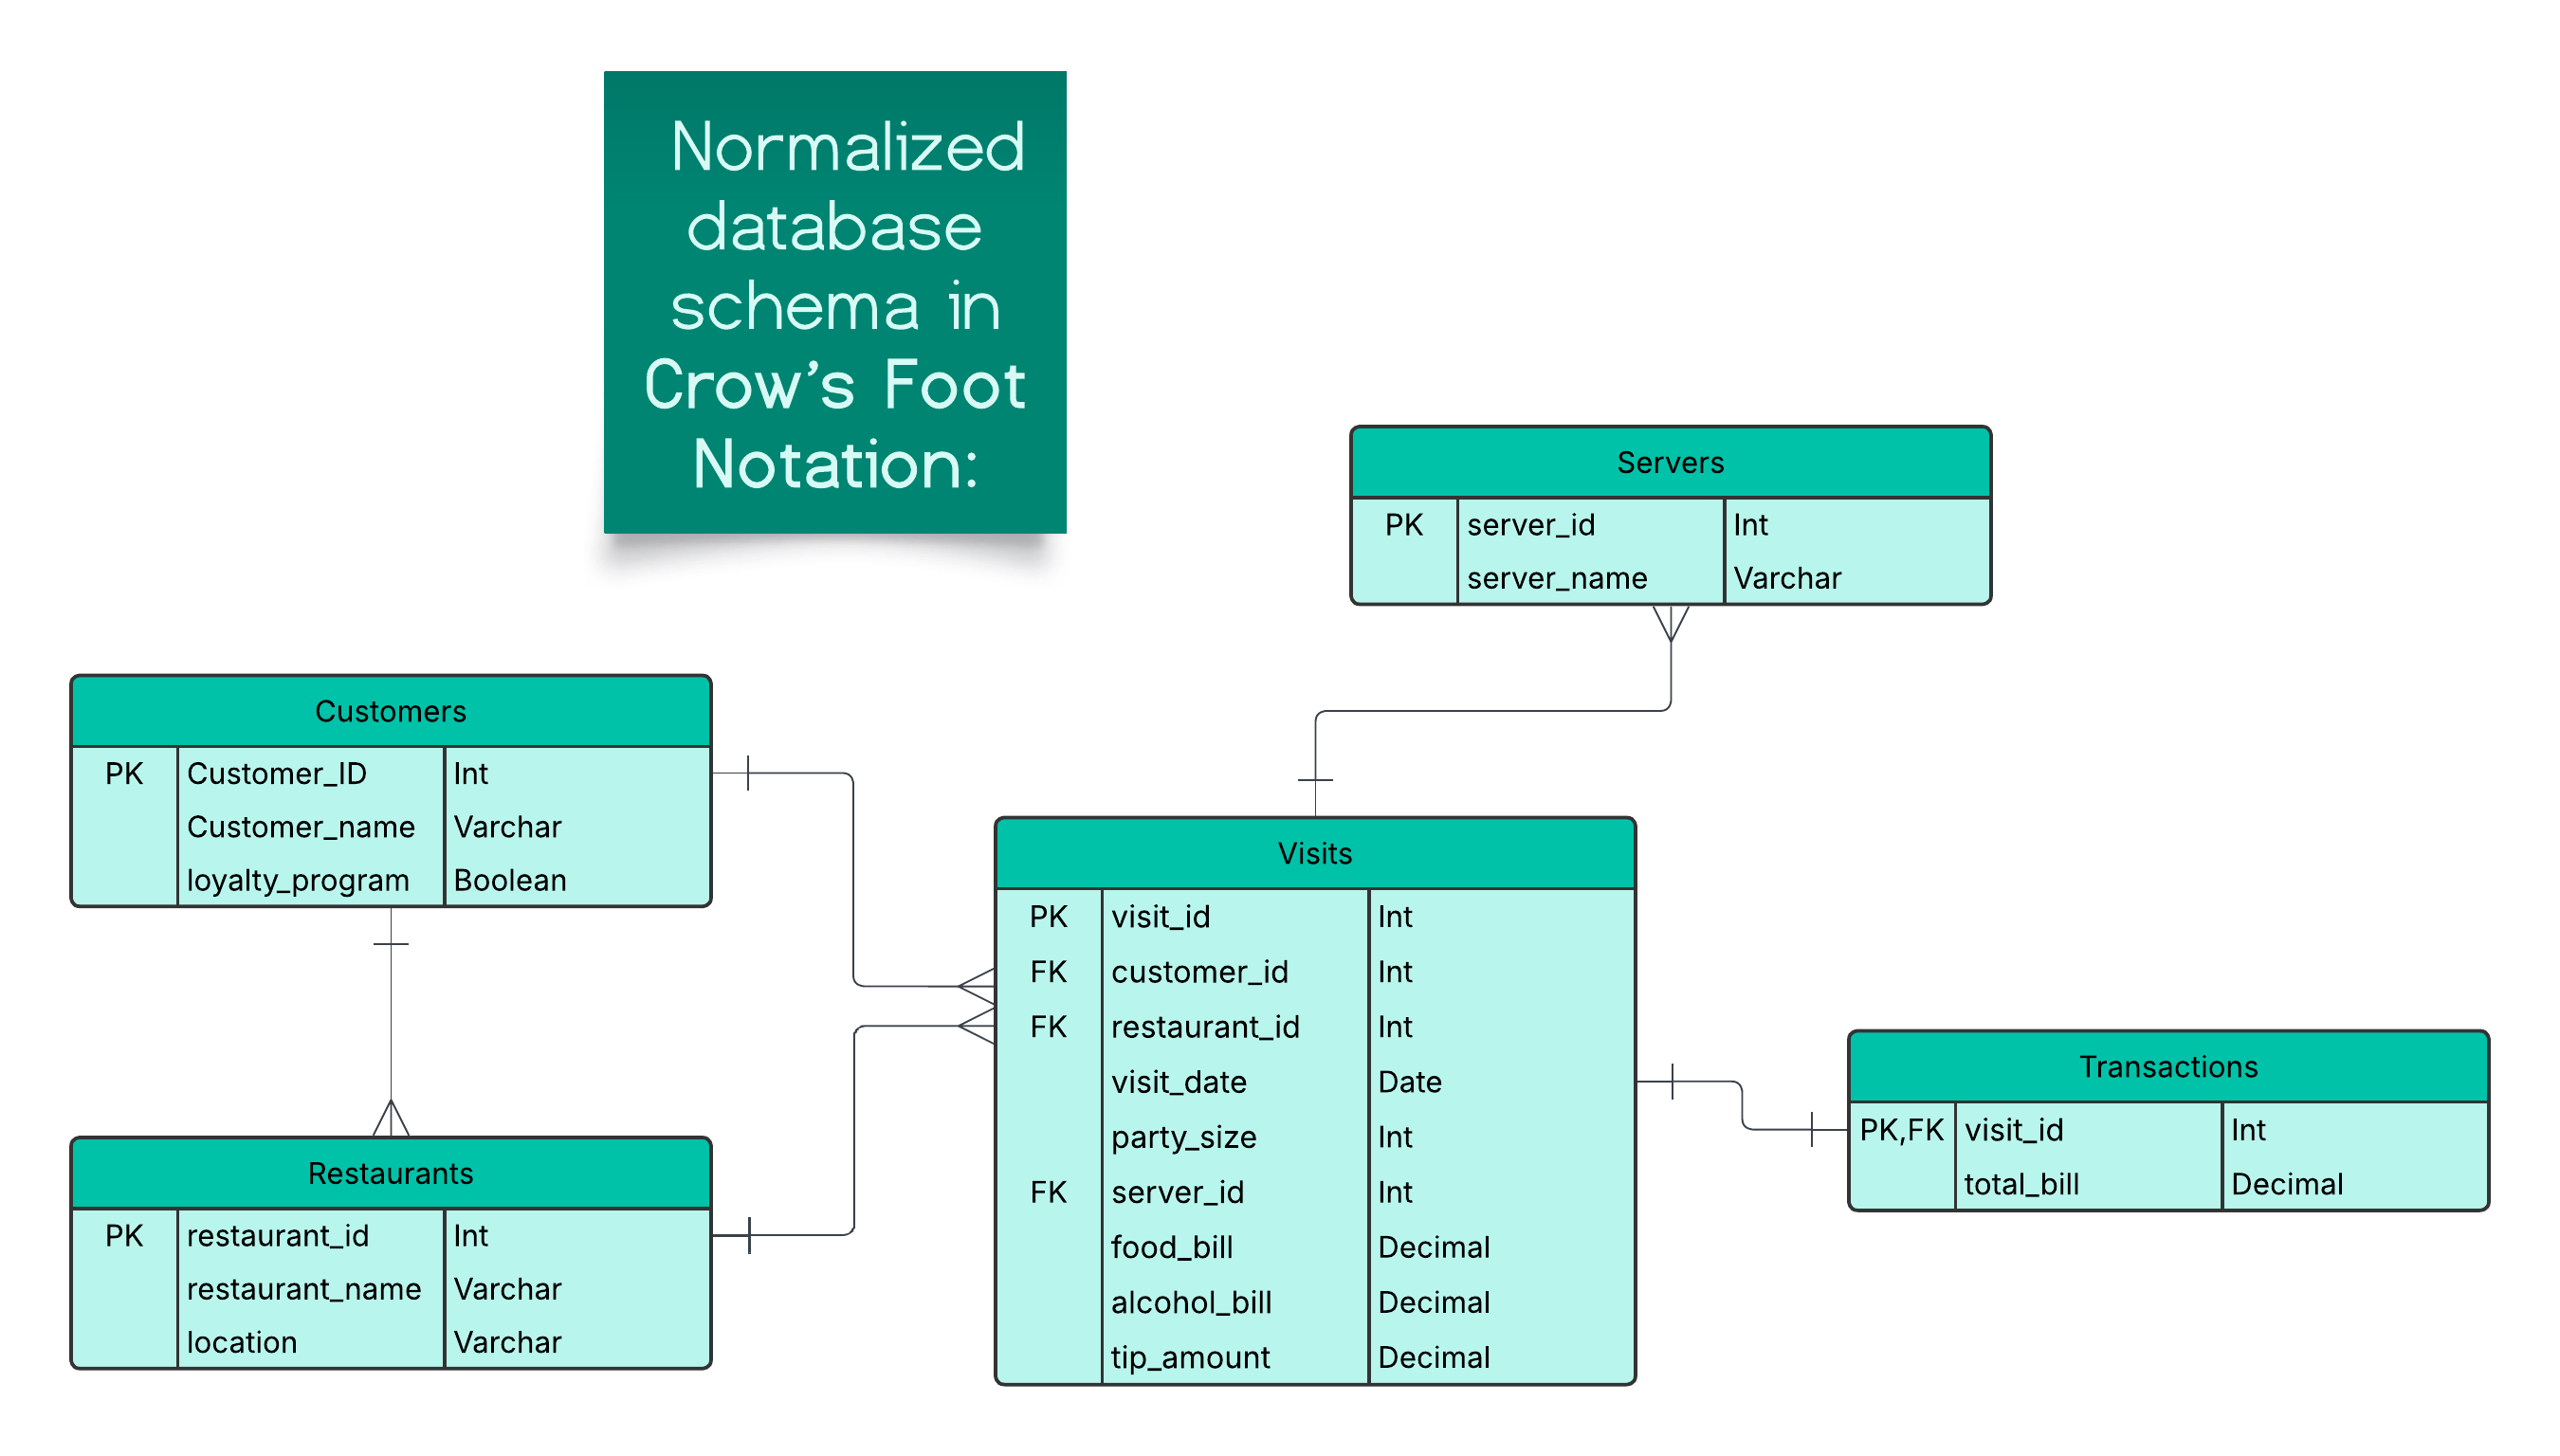 Normalized
database
schema in
Crow’s Foot
Notation:
Servers
PK server_id Int
server_name Varchar
Customers
PK Customer_ID Int
Customer_name Varchar
loyalty_program Boolean
Visits
PK visit_id Int
FK customer_id Int
FK restaurant_id Int
visit_date Date
party_size Int
FK server_id Int
food_bill Decimal
alcohol_bill Decimal
tip_amount Decimal
Transactions
PK,FK visit_id Int
total_bill Decimal
Restaurants
PK restaurant_id Int
restaurant_name Varchar
location Varchar